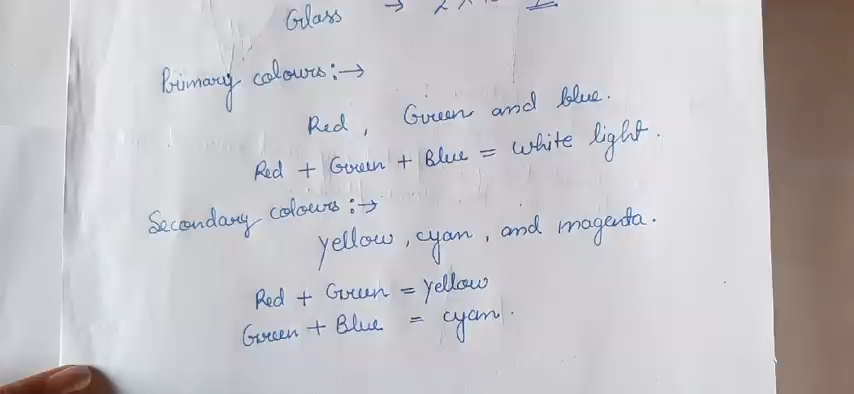 Glass →
Primary colours :→
Red, Green and blue.
Red + Green + Blue = white light.
Secondary colours :→
yellow, cyan, and magenta.
Red + Green = yellow
Green + Blue = cyan.